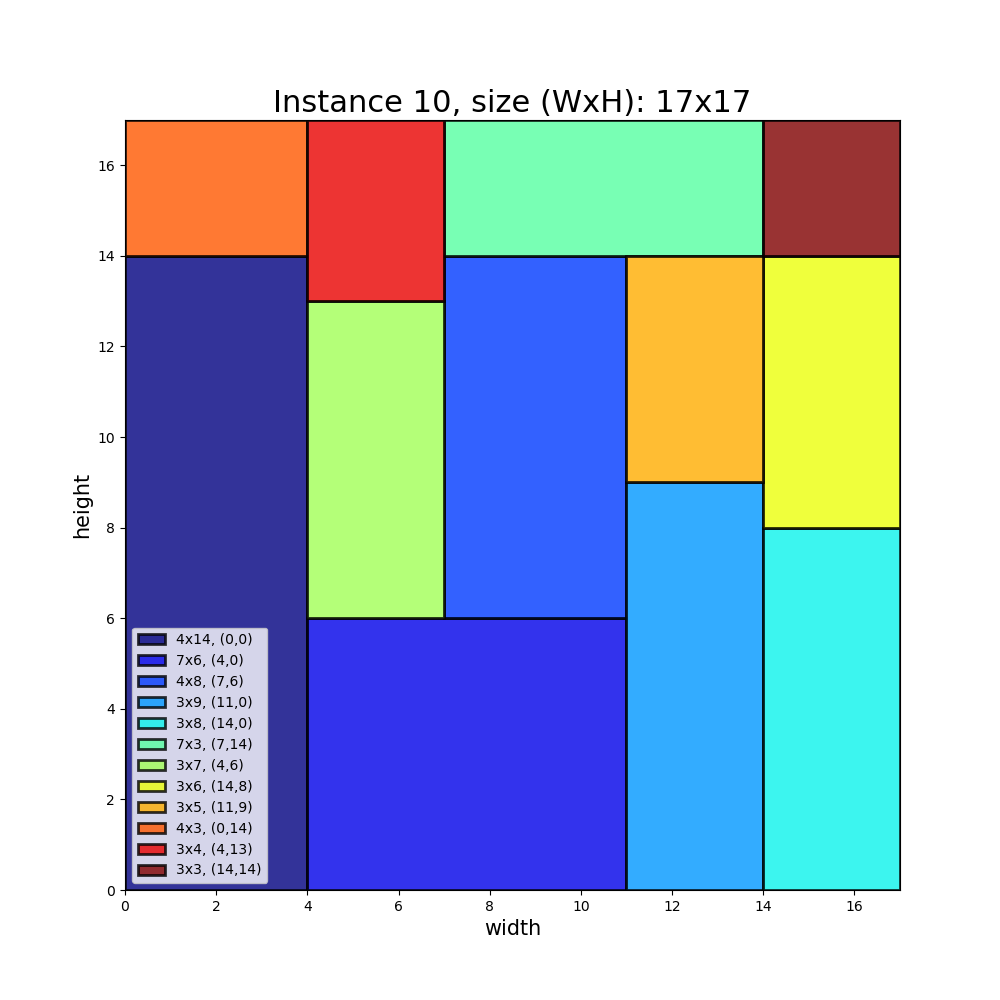 Instance 10, size (WxH): 17x17
height
16
14
12
10
8
6
4
2
0
4x14, (0,0)
7x6, (4,0)
4x8, (7,6)
3x9, (11,0)
3x8, (14,0)
7x3, (7,14)
3x7, (4,6)
3x6, (14,8)
3x5, (11,9)
4x3, (0,14)
3x4, (4,13)
3x3, (14,14)
0 2 4 6 8 10 12 14 16
width